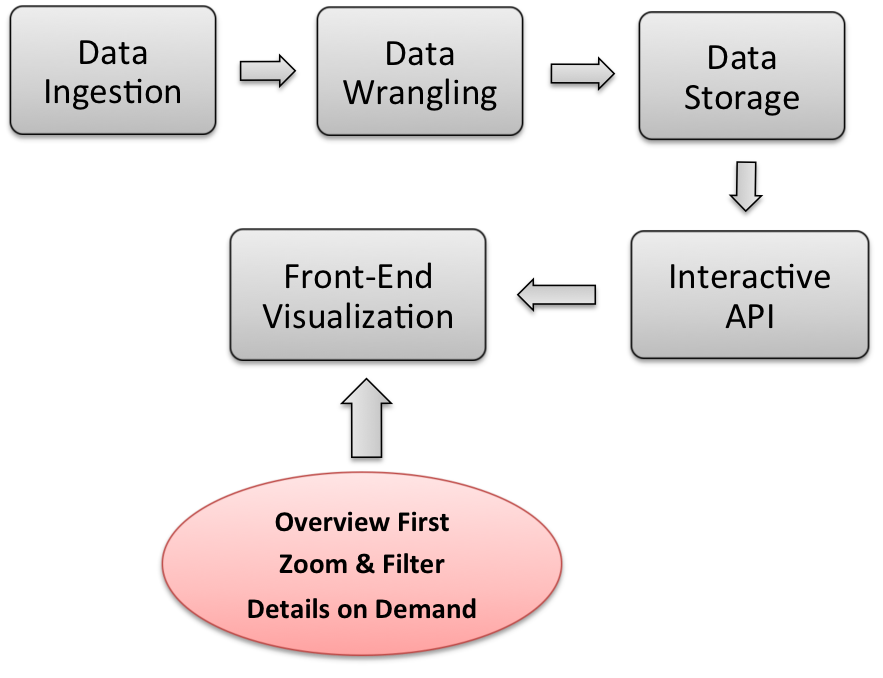 Data
Ingestion
Data
Wrangling
Data
Storage
Interactive
API
Front-End
Visualization
Overview First
Zoom & Filter
Details on Demand